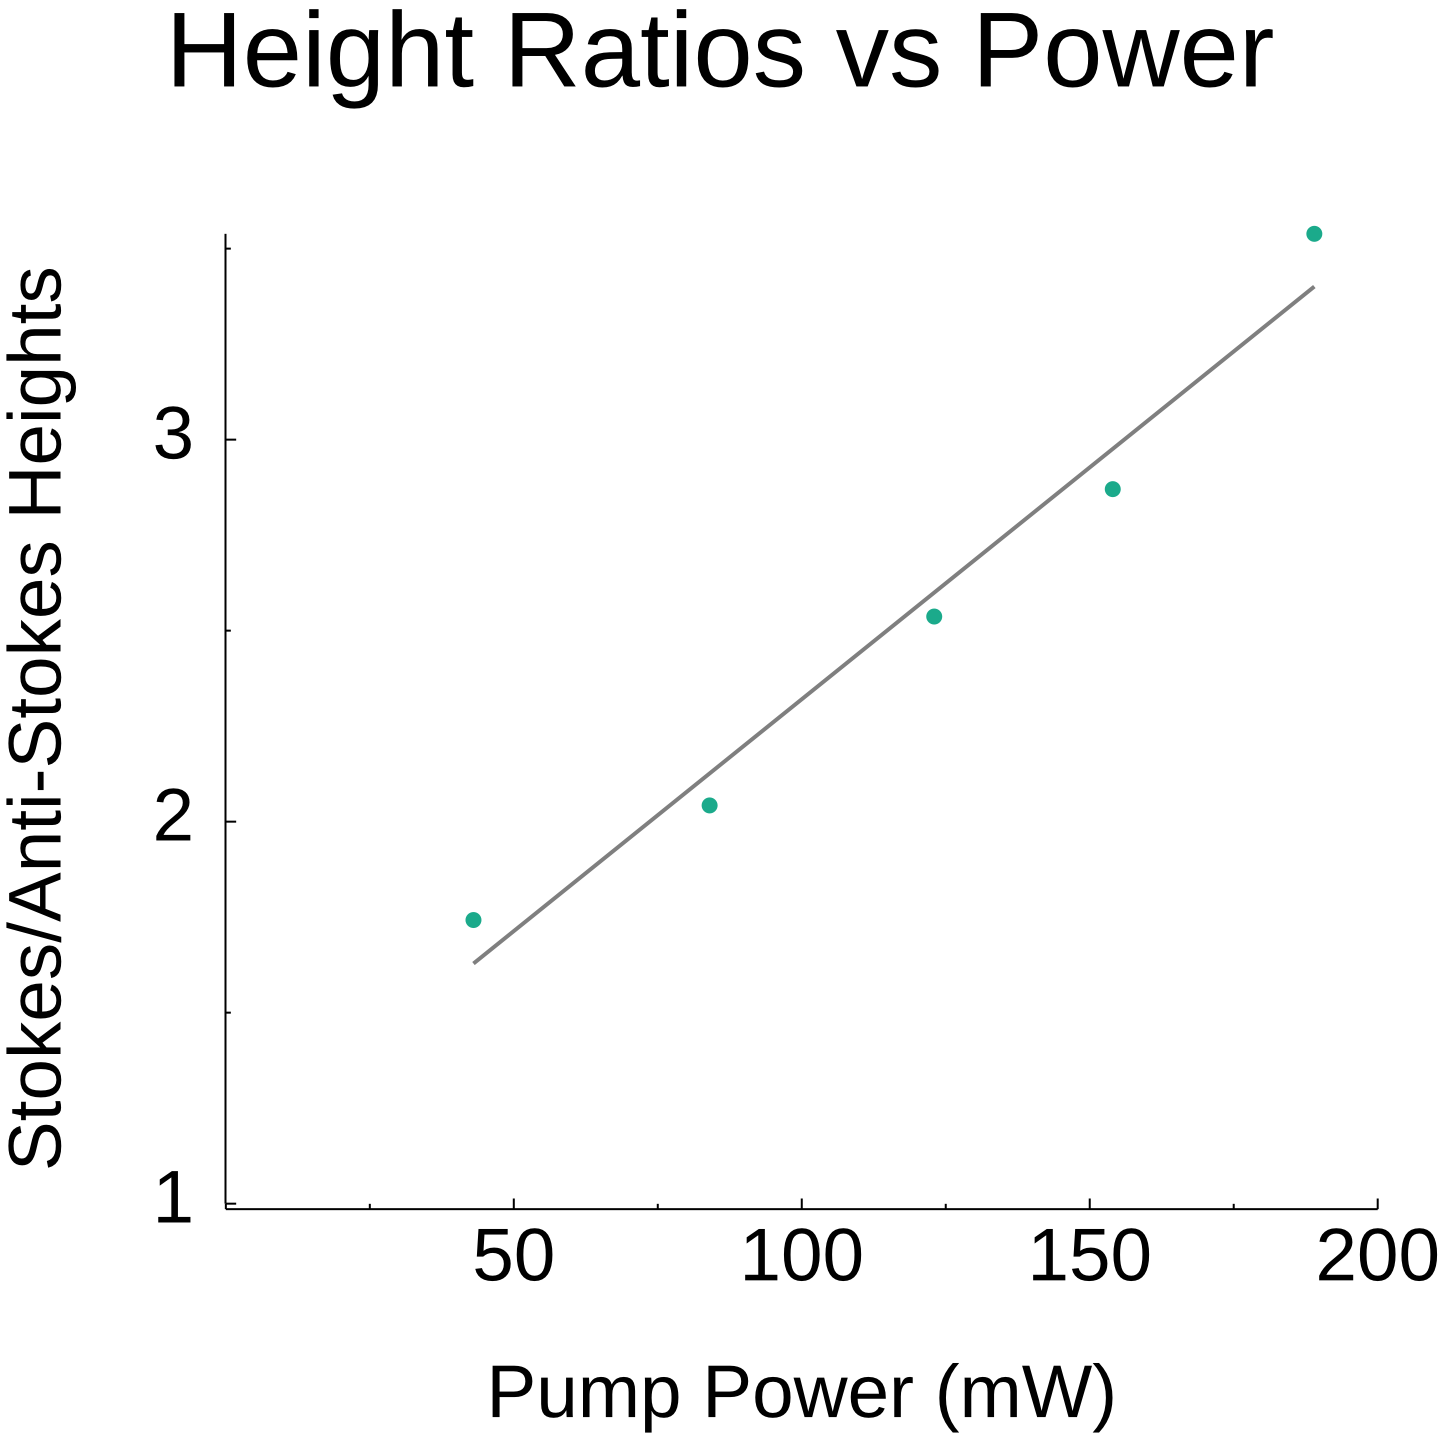 Height Ratios vs Power
Stokes/Anti-Stokes Heights
3
2
1
50 100 150 200
Pump Power (mW)